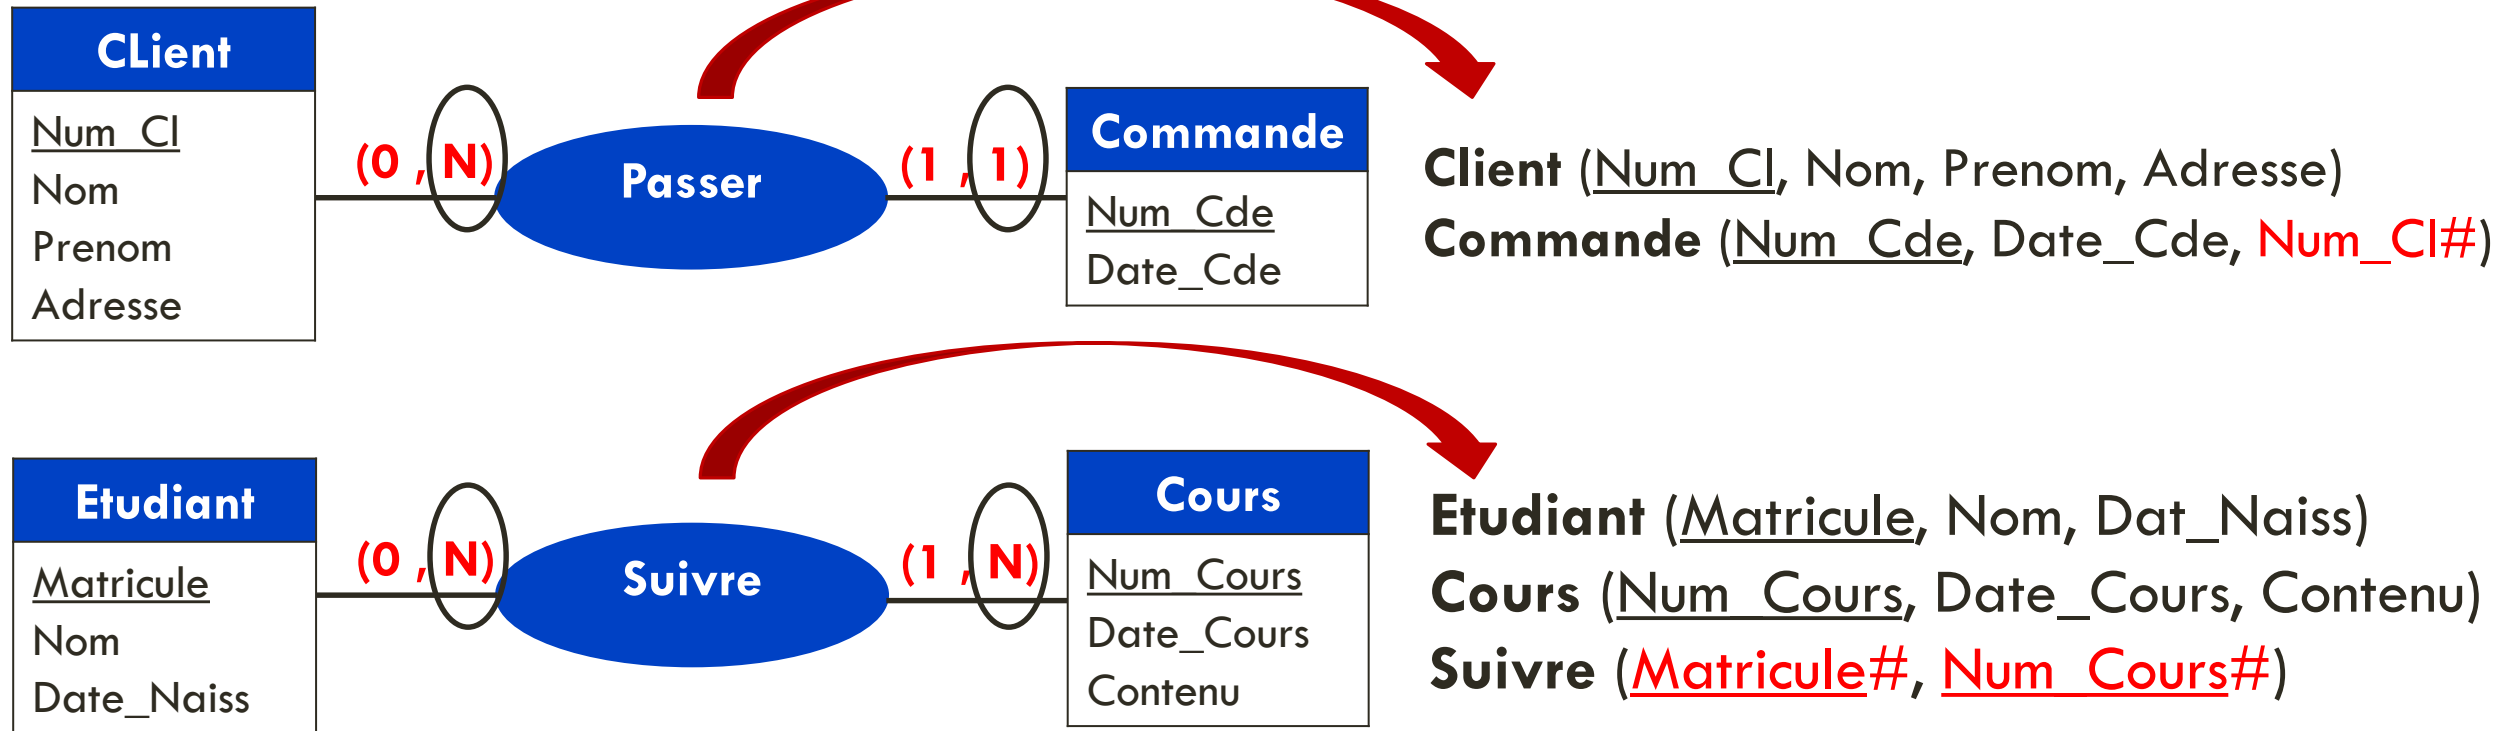 CLient
Num_Cl
Nom
Prenom
Adresse
(0 , N)
Passer
(1 , 1)
Commande
Num_Cde
Date_Cde
Client (Num_Cl, Nom, Prenom, Adresse)
Commande (Num_Cde, Date_Cde, Num_Cl#)
Etudiant
Matricule
Nom
Date_Naiss
(0 , N)
Suivre
(1 , N)
Cours
Num_Cours
Date_Cours
Contenu
Etudiant (Matricule, Nom, Dat_Naiss)
Cours (Num_Cours, Date_Cours, Contenu)
Suivre (Matricule#, Num_Cours#)